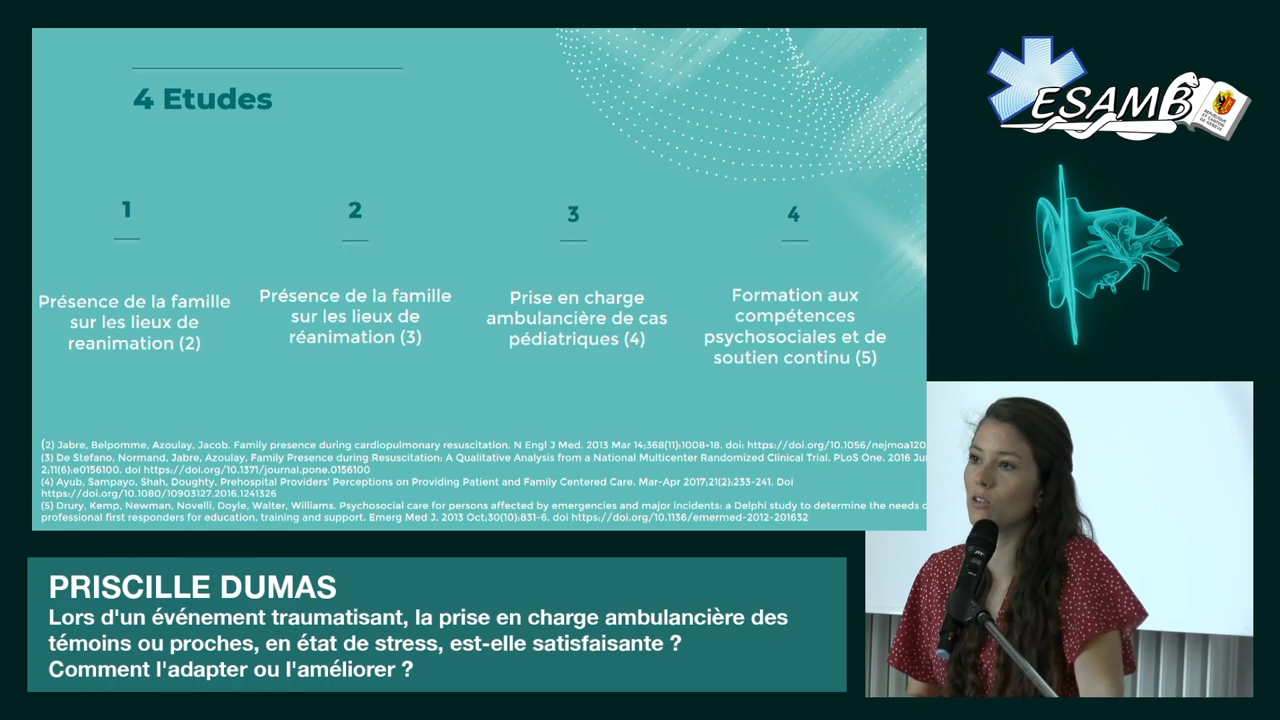 4 Etudes
1
2
3
4
Présence de la famille
sur les lieux de
reanimation (2)
Présence de la famille
sur les lieux de
réanimation (3)
Prise en charge
ambulancière de cas
pédiatriques (4)
Formation aux
compétences
psychosociales et de
soutien continu (5)
(2) Jabre, Belpomme, Azoulay, Jacob. Family presence during cardiopulmonary resuscitation. N Engl J Med. 2013 Mar 14;368(11):1008-18. doi: https://doi.org/10.1056/nejmoa120
(3) De Stefano, Normand, Jabre, Azoulay, Family Presence during Resuscitation: A Qualitative Analysis from a National Multicenter Randomized Clinical Trial. PLoS One. 2016 Ju
2;11(6):e0156100. doi https://doi.org/10.1371/journal.pone.0156100
(4) Ayub, Sampayo, Shah, Doughty. Prehospital Providers' Perceptions on Providing Patient and Family Centered Care. Mar-Apr 2017;21(2):233-241. Doi
https://doi.org/10.1080/10903127.2016.1241326
(5) Drury, Kemp, Newman, Novelli, Doyle, Walter, Williams. Psychosocial care for persons affected by emergencies and major incidents: a Delphi study to determine the needs
professional first responders for education, training and support. Emerg Med J. 2013 Oct;30(10):831-6. doi https://doi.org/10.1136/emermed-2012-201632
ESAMB
REPUBLIQUE
ET CANTON
DE GENEVE
PRISCILLE DUMAS
Lors d'un événement traumatisant, la prise en charge ambulancière des
témoins ou proches, en état de stress, est-elle satisfaisante ?
Comment l'adapter ou l'améliorer ?